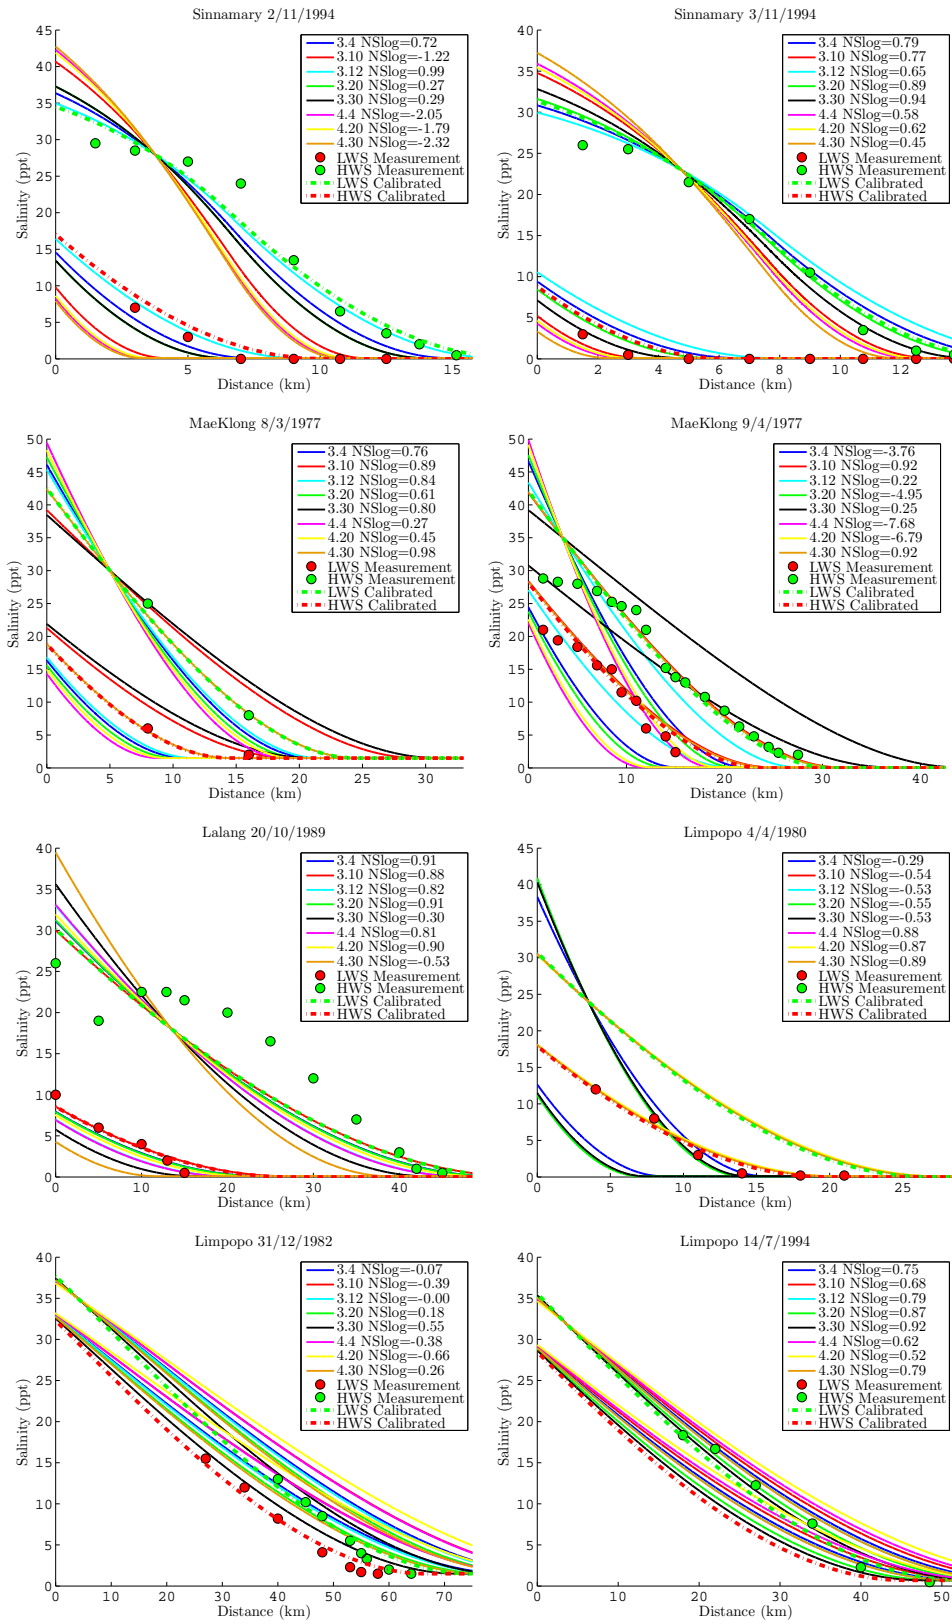 Sinnamary 2/11/1994
45
40
35
30
25
20
15
10
5
0
Salinity (ppt)
0 5 10 15
Distance (km)
3.4 NSlog=0.72
3.10 NSlog=-1.22
3.12 NSlog=0.99
3.20 NSlog=0.27
3.30 NSlog=0.29
4.4 NSlog=-2.05
4.20 NSlog=-1.79
4.30 NSlog=-2.32
LWS Measurement
HWS Measurement
LWS Calibrated
HWS Calibrated
Sinnamary 3/11/1994
40
35
30
25
20
15
10
5
0
Salinity (ppt)
0 2 4 6 8 10 12
Distance (km)
3.4 NSlog=0.79
3.10 NSlog=0.77
3.12 NSlog=0.65
3.20 NSlog=0.89
3.30 NSlog=0.94
4.4 NSlog=0.58
4.20 NSlog=0.62
4.30 NSlog=0.45
LWS Measurement
HWS Measurement
LWS Calibrated
HWS Calibrated
MaeKlong 8/3/1977
50
45
40
35
30
25
20
15
10
5
0
Salinity (ppt)
0 5 10 15 20 25 30
Distance (km)
3.4 NSlog=0.76
3.10 NSlog=0.89
3.12 NSlog=0.84
3.20 NSlog=0.61
3.30 NSlog=0.80
4.4 NSlog=0.27
4.20 NSlog=0.45
4.30 NSlog=0.98
LWS Measurement
HWS Measurement
LWS Calibrated
HWS Calibrated
MaeKlong 9/4/1977
50
45
40
35
30
25
20
15
10
5
0
Salinity (ppt)
0 10 20 30 40
Distance (km)
3.4 NSlog=-3.76
3.10 NSlog=0.92
3.12 NSlog=0.22
3.20 NSlog=-4.95
3.30 NSlog=0.25
4.4 NSlog=-7.68
4.20 NSlog=-6.79
4.30 NSlog=0.92
LWS Measurement
HWS Measurement
LWS Calibrated
HWS Calibrated
Lalang 20/10/1989
40
35
30
25
20
15
10
5
0
Salinity (ppt)
0 10 20 30 40
Distance (km)
3.4 NSlog=0.91
3.10 NSlog=0.88
3.12 NSlog=0.82
3.20 NSlog=0.91
3.30 NSlog=0.30
4.4 NSlog=0.81
4.20 NSlog=0.90
4.30 NSlog=-0.53
LWS Measurement
HWS Measurement
LWS Calibrated
HWS Calibrated
Limpopo 4/4/1980
45
40
35
30
25
20
15
10
5
0
Salinity (ppt)
0 5 10 15 20 25
Distance (km)
3.4 NSlog=-0.29
3.10 NSlog=-0.54
3.12 NSlog=-0.53
3.20 NSlog=-0.55
3.30 NSlog=-0.53
4.4 NSlog=0.88
4.20 NSlog=0.87
4.30 NSlog=0.89
LWS Measurement
HWS Measurement
LWS Calibrated
HWS Calibrated
Limpopo 31/12/1982
40
35
30
25
20
15
10
5
0
Salinity (ppt)
0 10 20 30 40 50 60 70
Distance (km)
3.4 NSlog=-0.07
3.10 NSlog=-0.39
3.12 NSlog=-0.00
3.20 NSlog=0.18
3.30 NSlog=0.55
4.4 NSlog=-0.38
4.20 NSlog=-0.66
4.30 NSlog=0.26
LWS Measurement
HWS Measurement
LWS Calibrated
HWS Calibrated
Limpopo 14/7/1994
40
35
30
25
20
15
10
5
0
Salinity (ppt)
0 10 20 30 40 50
Distance (km)
3.4 NSlog=0.75
3.10 NSlog=0.68
3.12 NSlog=0.79
3.20 NSlog=0.87
3.30 NSlog=0.92
4.4 NSlog=0.62
4.20 NSlog=0.52
4.30 NSlog=0.79
LWS Measurement
HWS Measurement
LWS Calibrated
HWS Calibrated